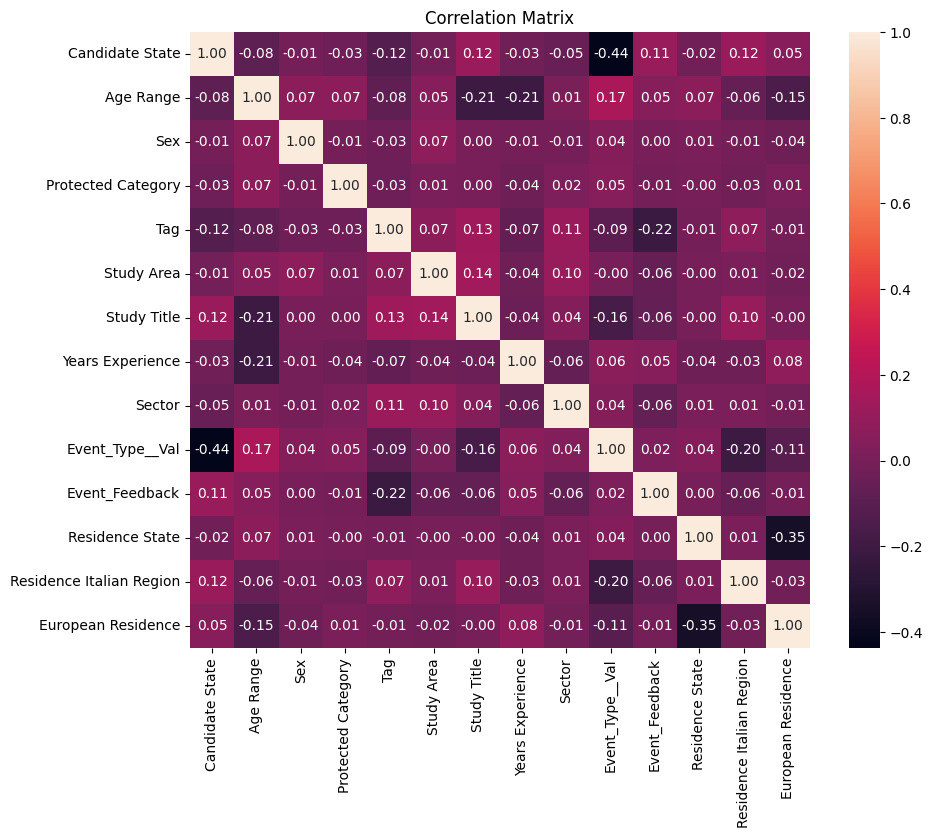 Correlation Matrix
Candidate State 1.00 -0.08 -0.01 -0.03 -0.12 -0.01 0.12 -0.03 -0.05 -0.44 0.11 -0.02 0.12 0.05
Age Range -0.08 1.00 0.07 0.07 -0.08 0.05 -0.21 -0.21 0.01 0.17 0.05 0.07 -0.06 -0.15
Sex -0.01 0.07 1.00 -0.01 -0.03 0.07 0.00 -0.01 -0.01 0.04 0.00 0.01 -0.01 -0.04
Protected Category -0.03 0.07 -0.01 1.00 -0.03 0.01 0.00 -0.04 0.02 0.05 -0.01 -0.00 -0.03 0.01
Tag -0.12 -0.08 -0.03 -0.03 1.00 0.07 0.13 -0.07 0.11 -0.09 -0.22 -0.01 0.07 -0.01
Study Area -0.01 0.05 0.07 0.01 0.07 1.00 0.14 -0.04 0.10 -0.00 -0.06 -0.00 0.01 -0.02
Study Title 0.12 -0.21 0.00 0.00 0.13 0.14 1.00 -0.04 0.04 -0.16 -0.06 -0.00 0.10 -0.00
Years Experience -0.03 -0.21 -0.01 -0.04 -0.07 -0.04 -0.04 1.00 -0.06 0.06 0.05 -0.04 -0.03 0.08
Sector -0.05 0.01 -0.01 0.02 0.11 0.10 0.04 -0.06 1.00 0.04 -0.06 0.01 0.01 -0.01
Event_Type__Val -0.44 0.17 0.04 0.05 -0.09 -0.00 -0.16 0.06 0.04 1.00 0.02 0.04 -0.20 -0.11
Event_Feedback 0.11 0.05 0.00 -0.01 -0.22 -0.06 -0.06 0.05 -0.06 0.02 1.00 0.00 -0.06 -0.01
Residence State -0.02 0.07 0.01 -0.00 -0.01 -0.00 -0.00 -0.04 0.01 0.04 0.00 1.00 0.01 -0.35
Residence Italian Region 0.12 -0.06 -0.01 -0.03 0.07 0.01 0.10 -0.03 0.01 -0.20 -0.06 0.01 1.00 -0.03
European Residence 0.05 -0.15 -0.04 0.01 -0.01 -0.02 -0.00 0.08 -0.01 -0.11 -0.01 -0.35 -0.03 1.00
Candidate State
Age Range
Sex
Protected Category
Tag
Study Area
Study Title
Years Experience
Sector
Event_Type__Val
Event_Feedback
Residence State
Residence Italian Region
European Residence
1.0
0.8
0.6
0.4
0.2
0.0
−0.2
−0.4